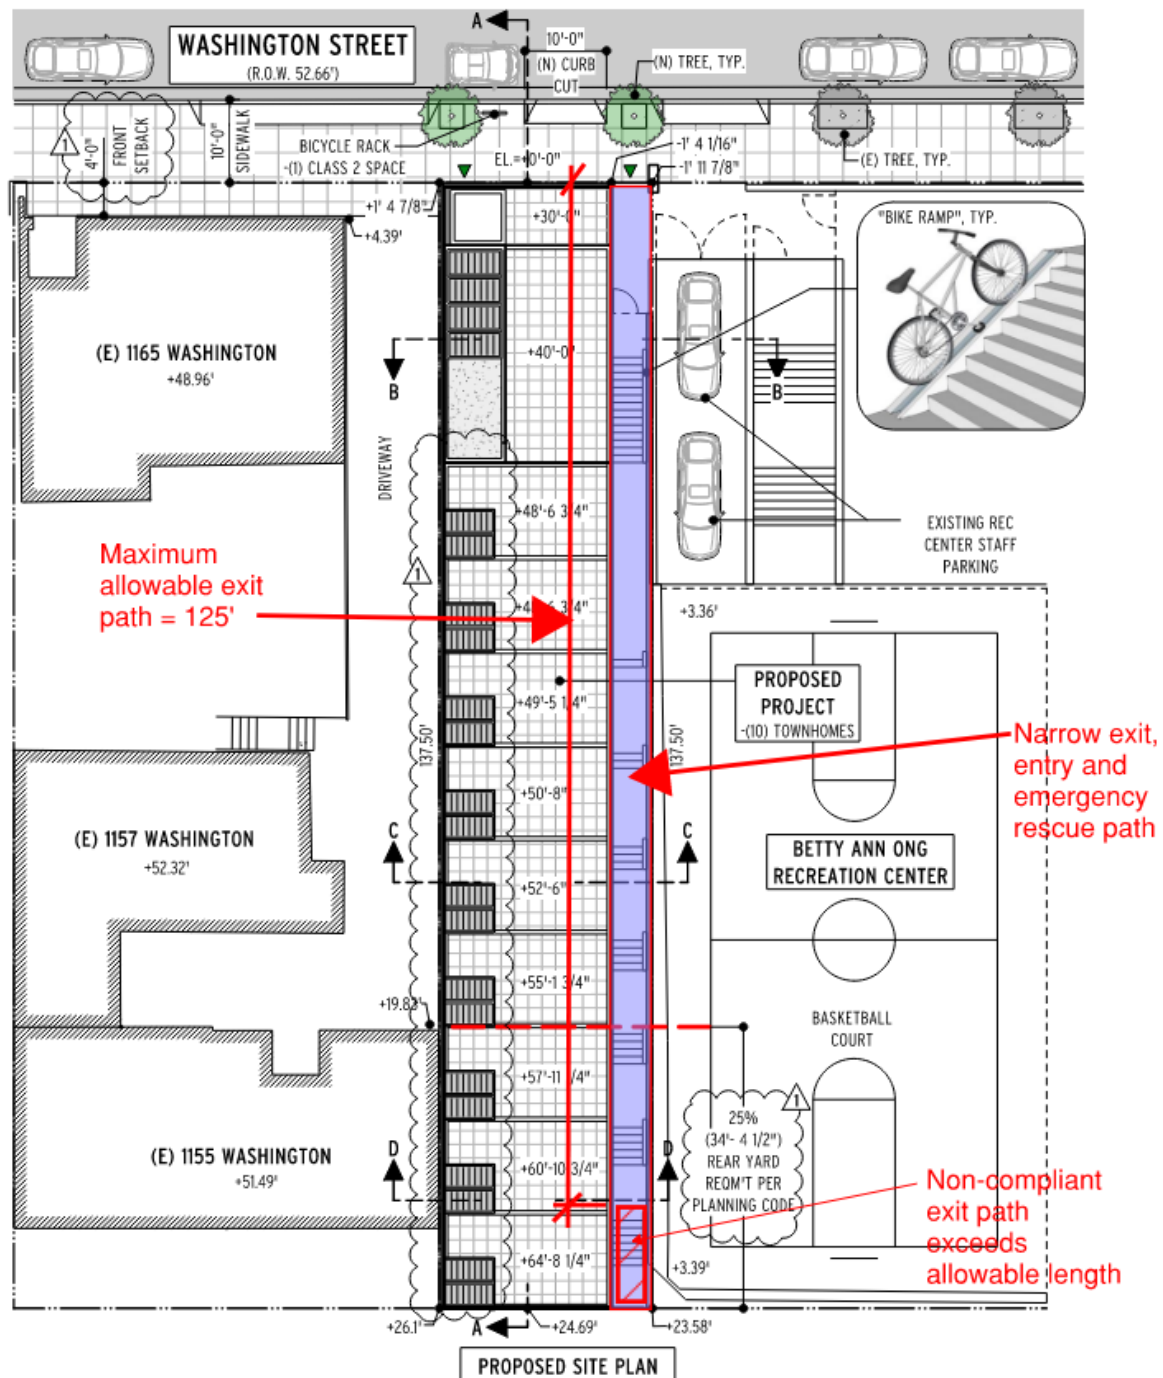 A
WASHINGTON STREET
(R.O.W. 52.66')
10'-0"
(N) CURB
CUT
(N) TREE, TYP.
1
4'-0"
FRONT
SETBACK
10'-0"
SIDEWALK
BICYCLE RACK
-(1) CLASS 2 SPACE
EL.=+0'-0"
-1' 4 1/16"
-1' 11 7/8"
(E) TREE, TYP.
+1' 4 7/8"
+4.39'
+30'-0"
"BIKE RAMP", TYP.
(E) 1165 WASHINGTON
+48.96'
B
+40'-0"
B
DRIVEWAY
+48'-6 3/4"
EXISTING REC
CENTER STAFF
PARKING
Maximum
allowable exit
path = 125'
1
3/4"
+3.36'
PROPOSED
PROJECT
-(10) TOWNHOMES
+49'-5 1/4"
137.50'
137.50'
Narrow exit,
entry and
emergency
rescue path
+50'-8"
(E) 1157 WASHINGTON
+52.32'
C
C
+52'-6"
BETTY ANN ONG
RECREATION CENTER
+55'-1 3/4"
+19.83'
BASKETBALL
COURT
+57'-11 1/4"
1
25%
(34'- 4 1/2")
REAR YARD
REQM'T PER
PLANNING CODE
(E) 1155 WASHINGTON
+51.49'
D
D
+60'-10 3/4"
Non-compliant
exit path
exceeds
allowable length
+64'-8 1/4"
+3.39'
+26.1'
A
+24.69'
+23.58'
PROPOSED SITE PLAN